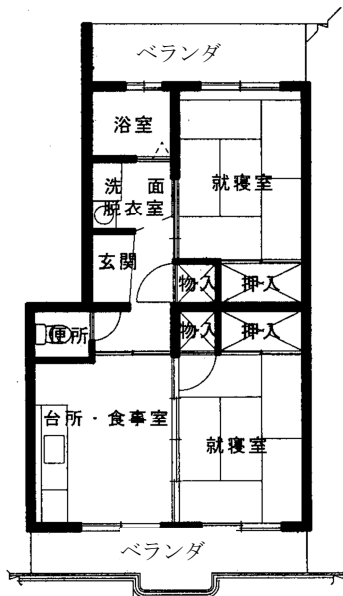 ベランダ
浴室
就寝室
洗面
脱衣室
玄関
物入
押入
物入
押入
便所
台所・食事室
就寝室
ベランダ